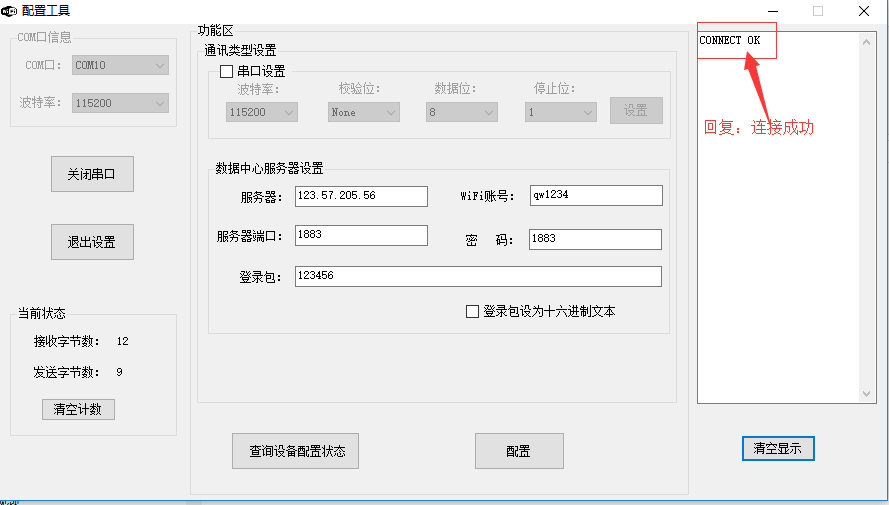 配置工具
COM口信息
COM口： COM10
波特率： 115200
关闭串口
退出设置
当前状态
接收字节数： 12
发送字节数： 9
清空计数
功能区
通讯类型设置
串口设置
波特率： 校验位： 数据位： 停止位：
115200 None 8 1 设置
数据中心服务器设置
服务器： 123.57.205.56 WiFi账号： qw1234
服务器端口： 1883 密 码： 1883
登录包： 123456
登录包设为十六进制文本
查询设备配置状态 配置
CONNECT OK
回复：连接成功
清空显示